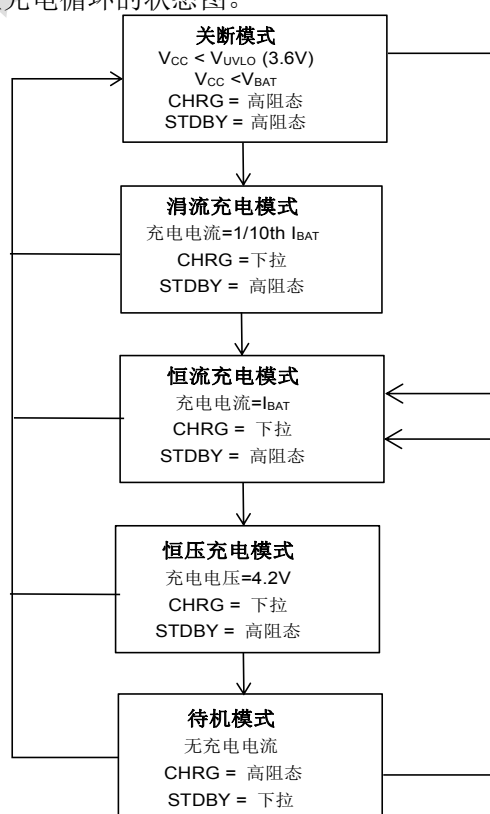 充电循环的状态图。
关断模式
VCC < VUVLO (3.6V)
VCC <VBAT
CHRG = 高阻态
STDBY = 高阻态
涓流充电模式
充电电流=1/10th IBAT
CHRG =下拉
STDBY = 高阻态
恒流充电模式
充电电流=IBAT
CHRG = 下拉
STDBY = 高阻态
恒压充电模式
充电电压=4.2V
CHRG = 下拉
STDBY = 高阻态
待机模式
无充电电流
CHRG = 高阻态
STDBY = 下拉